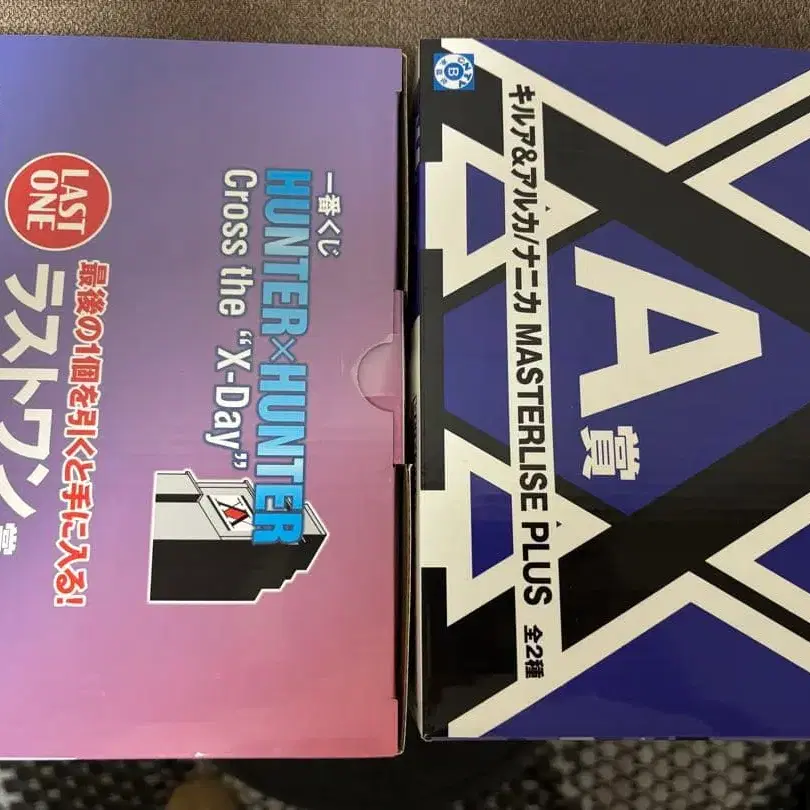 一番くじ
HUNTER×HUNTER
Cross the “X-Day”
LAST
ONE
最後の1個を引くと手に入る!
ラストワン賞
A賞
キルア&アルカ/ナニカ MASTERLISE PLUS 全2種
B